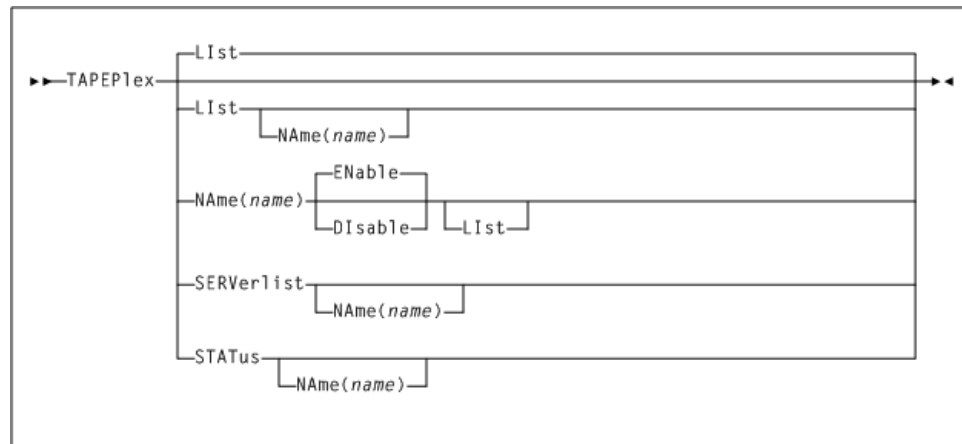 LIst
TAPEPlex
LIst
NAme(name)
ENable
NAme(name)
DIsable
LIst
SERVerlist
NAme(name)
STATus
NAme(name)